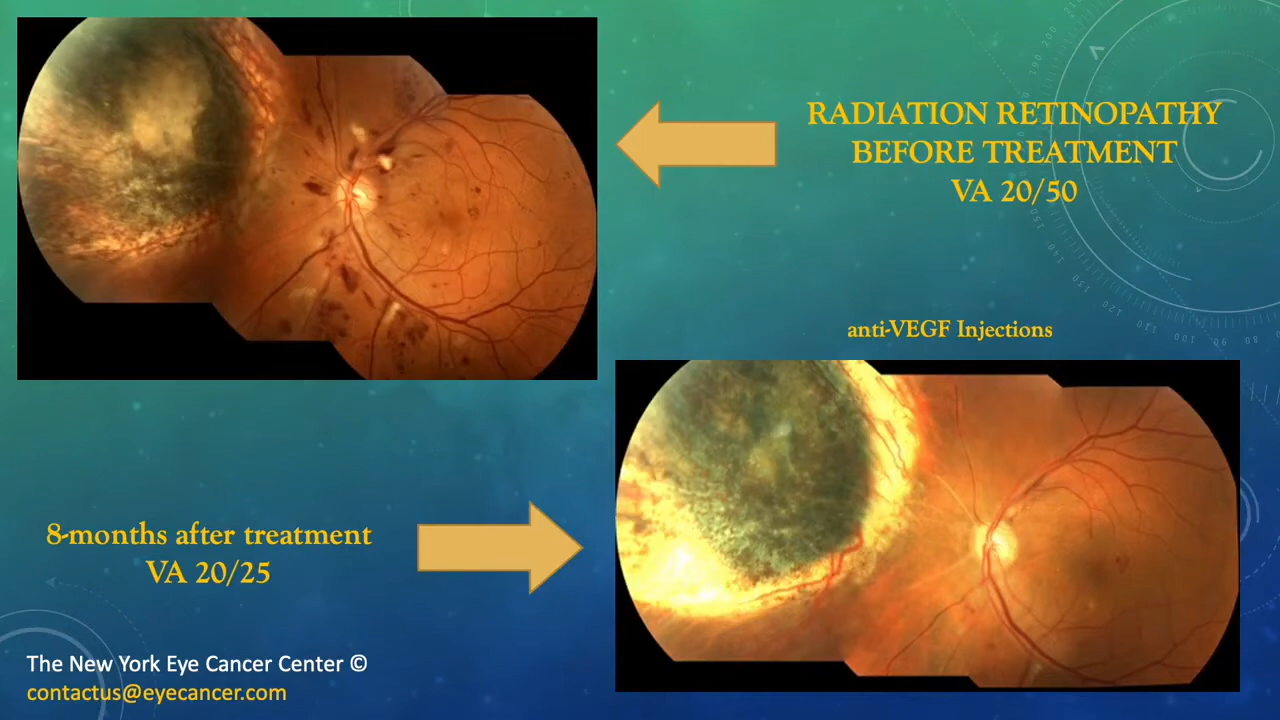 RADIATION RETINOPATHY
BEFORE TREATMENT
VA 20/50
anti-VEGF Injections
8-months after treatment
VA 20/25
The New York Eye Cancer Center ©
contactus@eyecancer.com